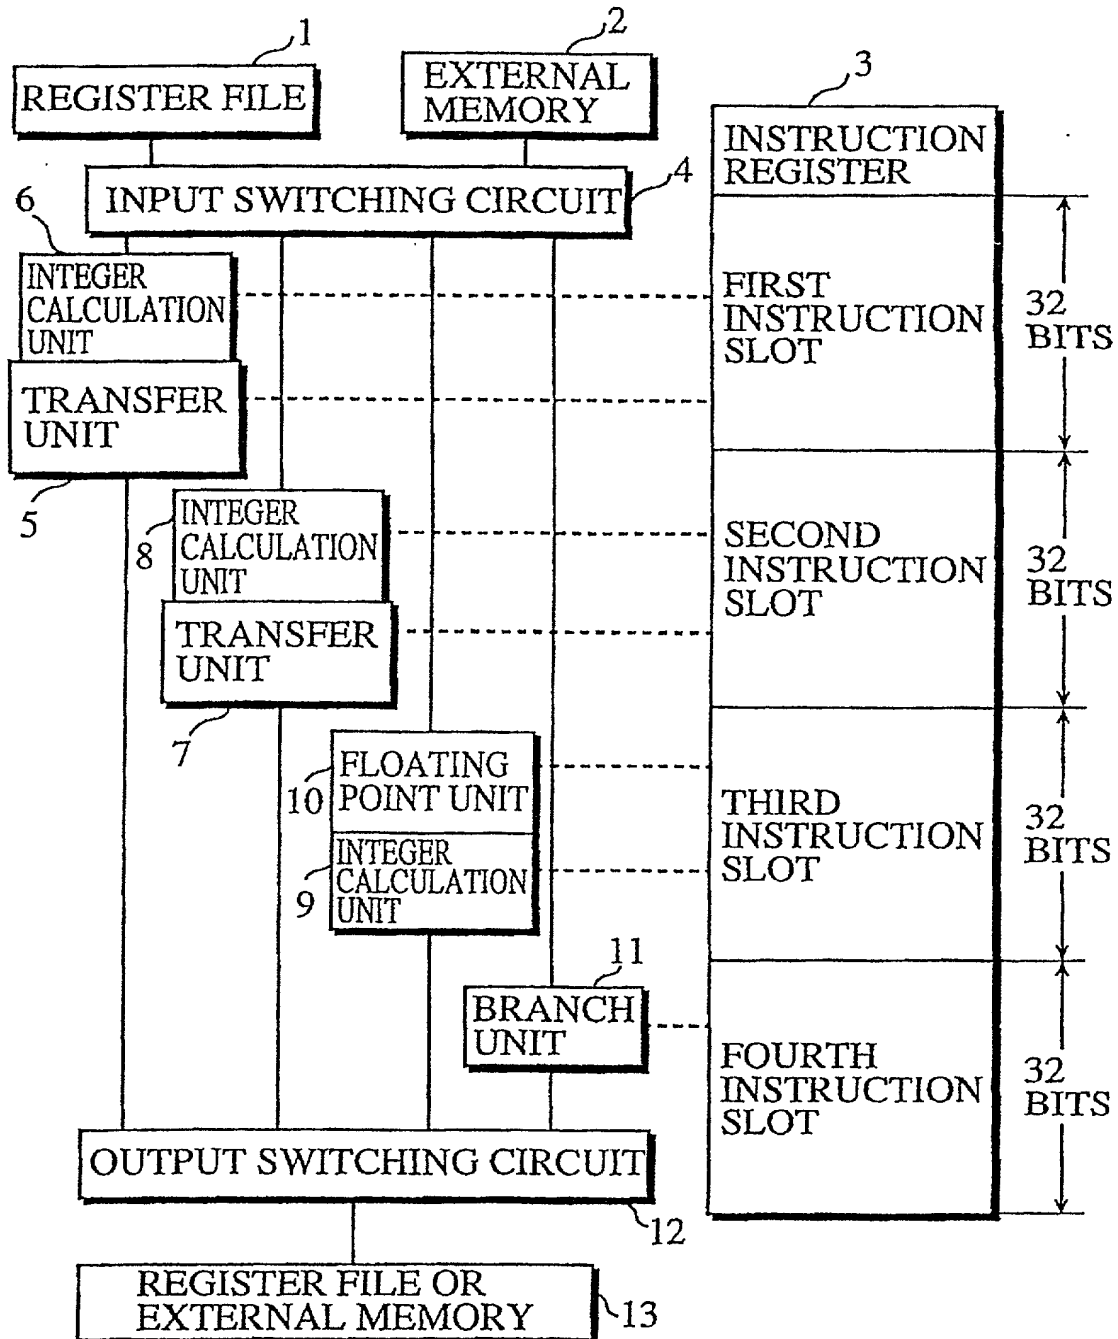 1
2
3
REGISTER FILE
EXTERNAL
MEMORY
INSTRUCTION
REGISTER
4
INPUT SWITCHING CIRCUIT
6
INTEGER
CALCULATION
UNIT
FIRST
INSTRUCTION
SLOT
32
BITS
TRANSFER
UNIT
5
8
INTEGER
CALCULATION
UNIT
SECOND
INSTRUCTION
SLOT
32
BITS
TRANSFER
UNIT
7
10
FLOATING
POINT UNIT
THIRD
INSTRUCTION
SLOT
32
BITS
9
INTEGER
CALCULATION
UNIT
11
BRANCH
UNIT
FOURTH
INSTRUCTION
SLOT
32
BITS
OUTPUT SWITCHING CIRCUIT
12
REGISTER FILE OR
EXTERNAL MEMORY
13